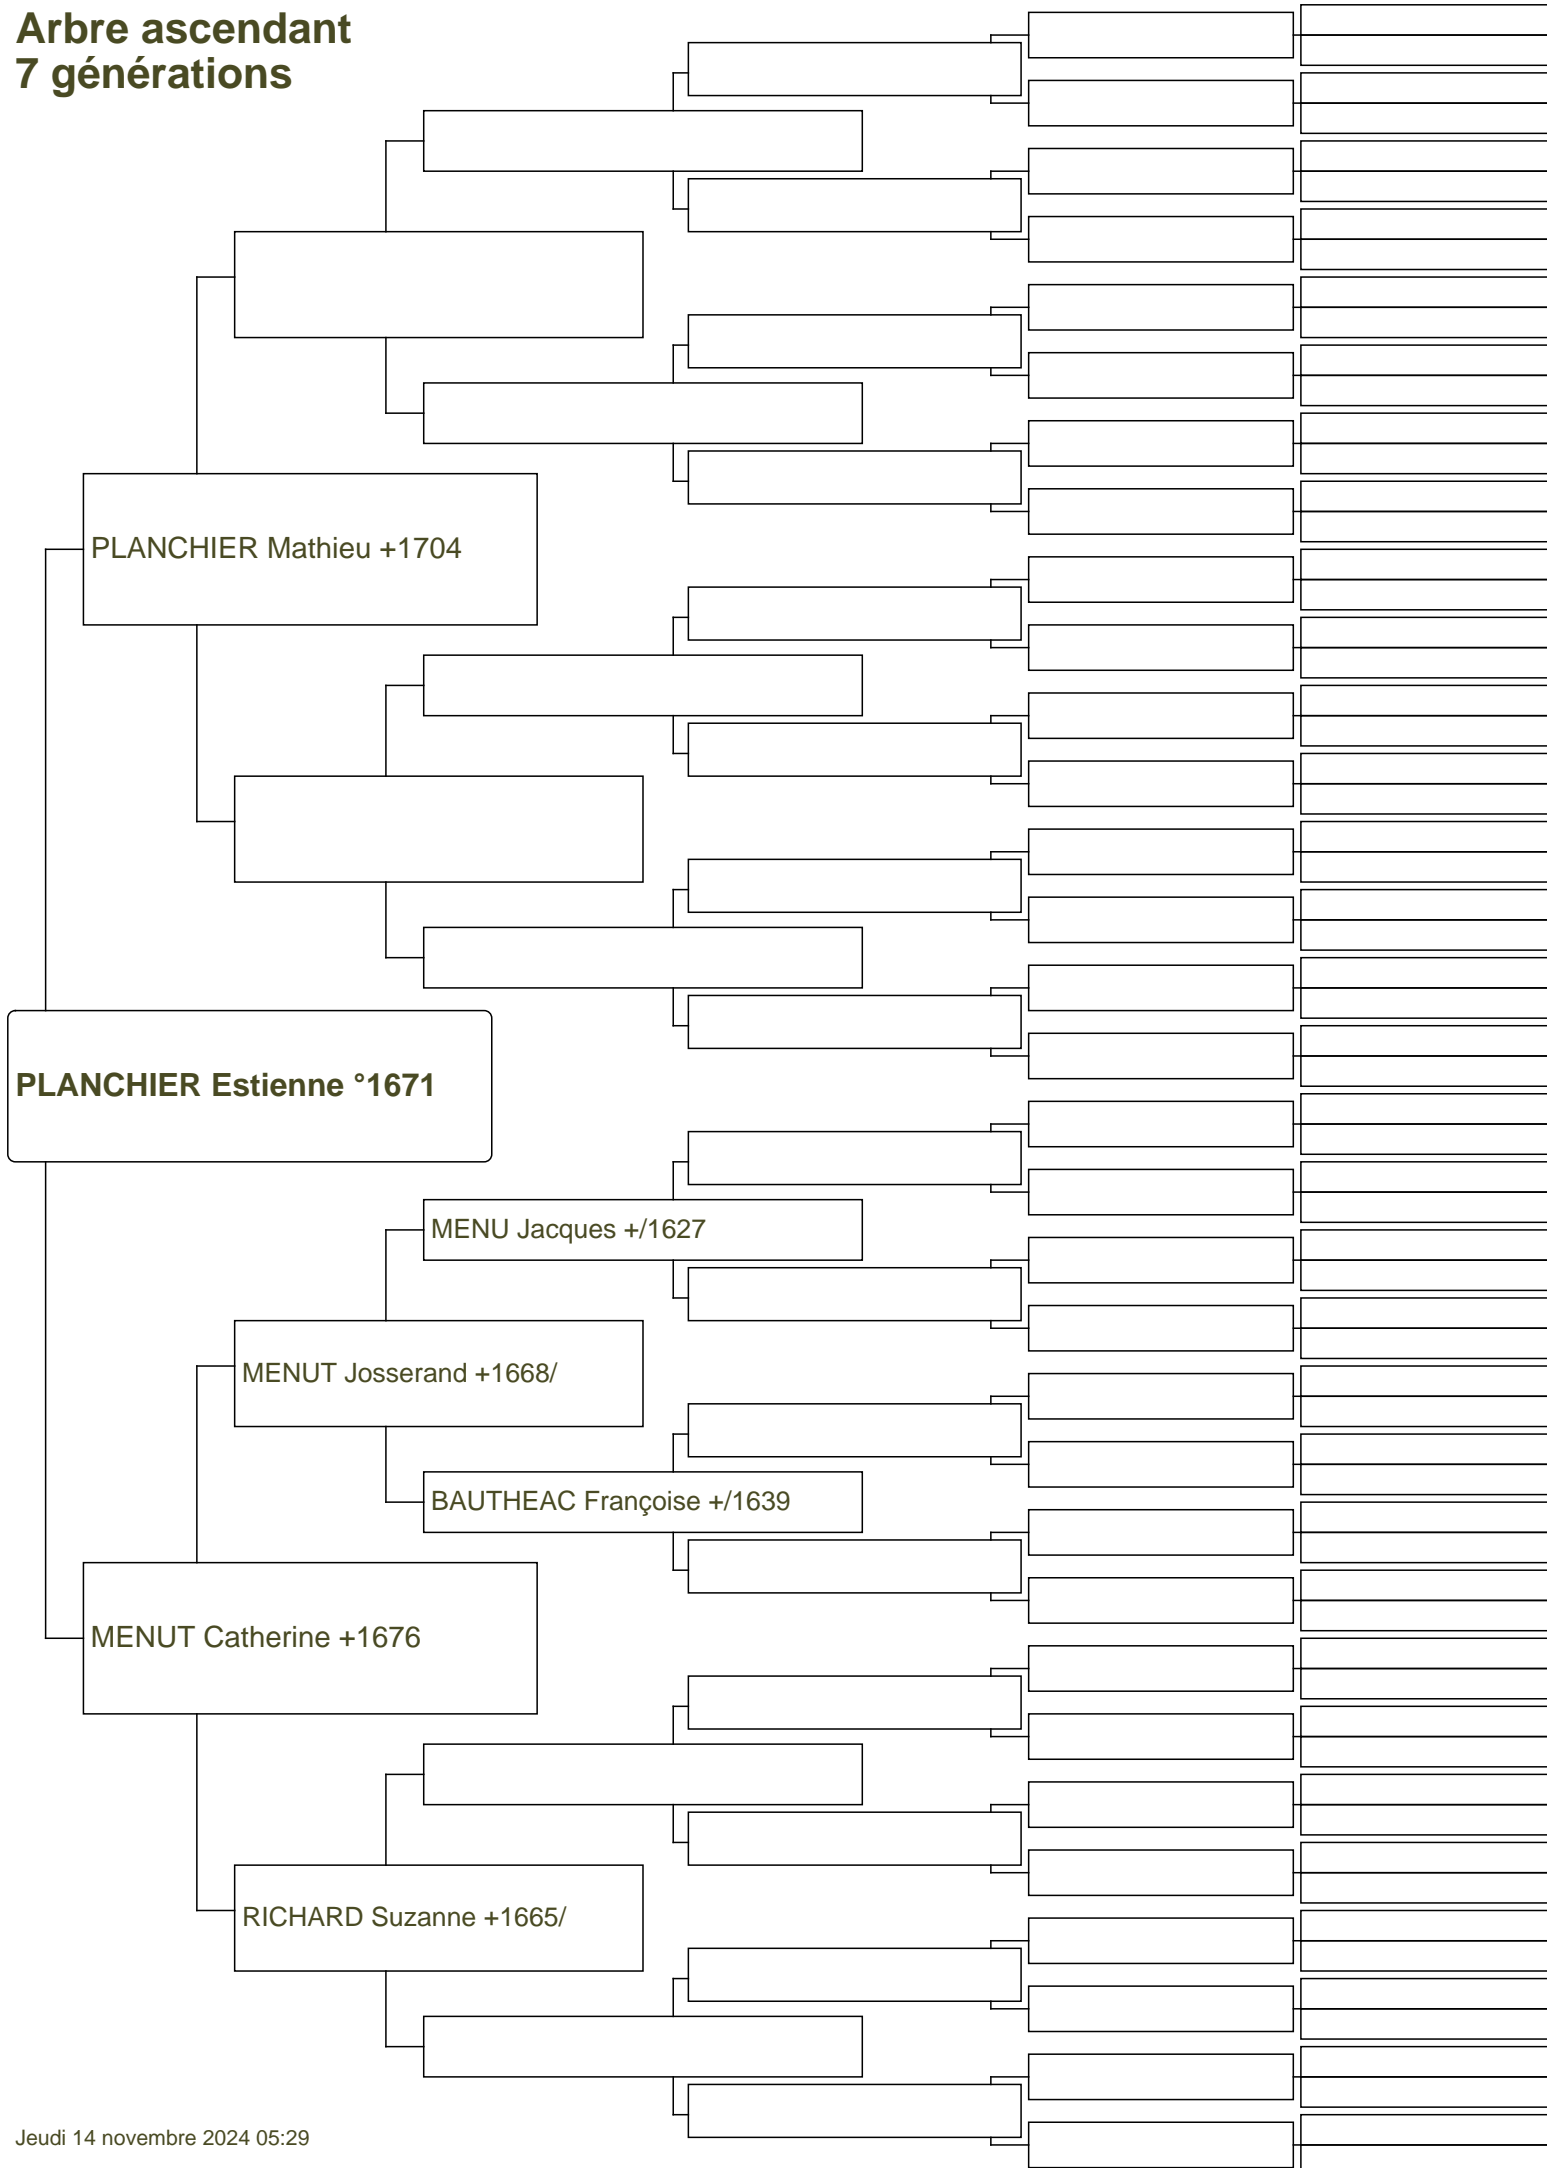 Arbre ascendant
7 générations
PLANCHIER Mathieu +1704
PLANCHIER Estienne °1671
MENU Jacques +/1627
MENUT Josserand +1668/
BAUTHEAC Françoise +/1639
MENUT Catherine +1676
RICHARD Suzanne +1665/
Jeudi 14 novembre 2024 05:29